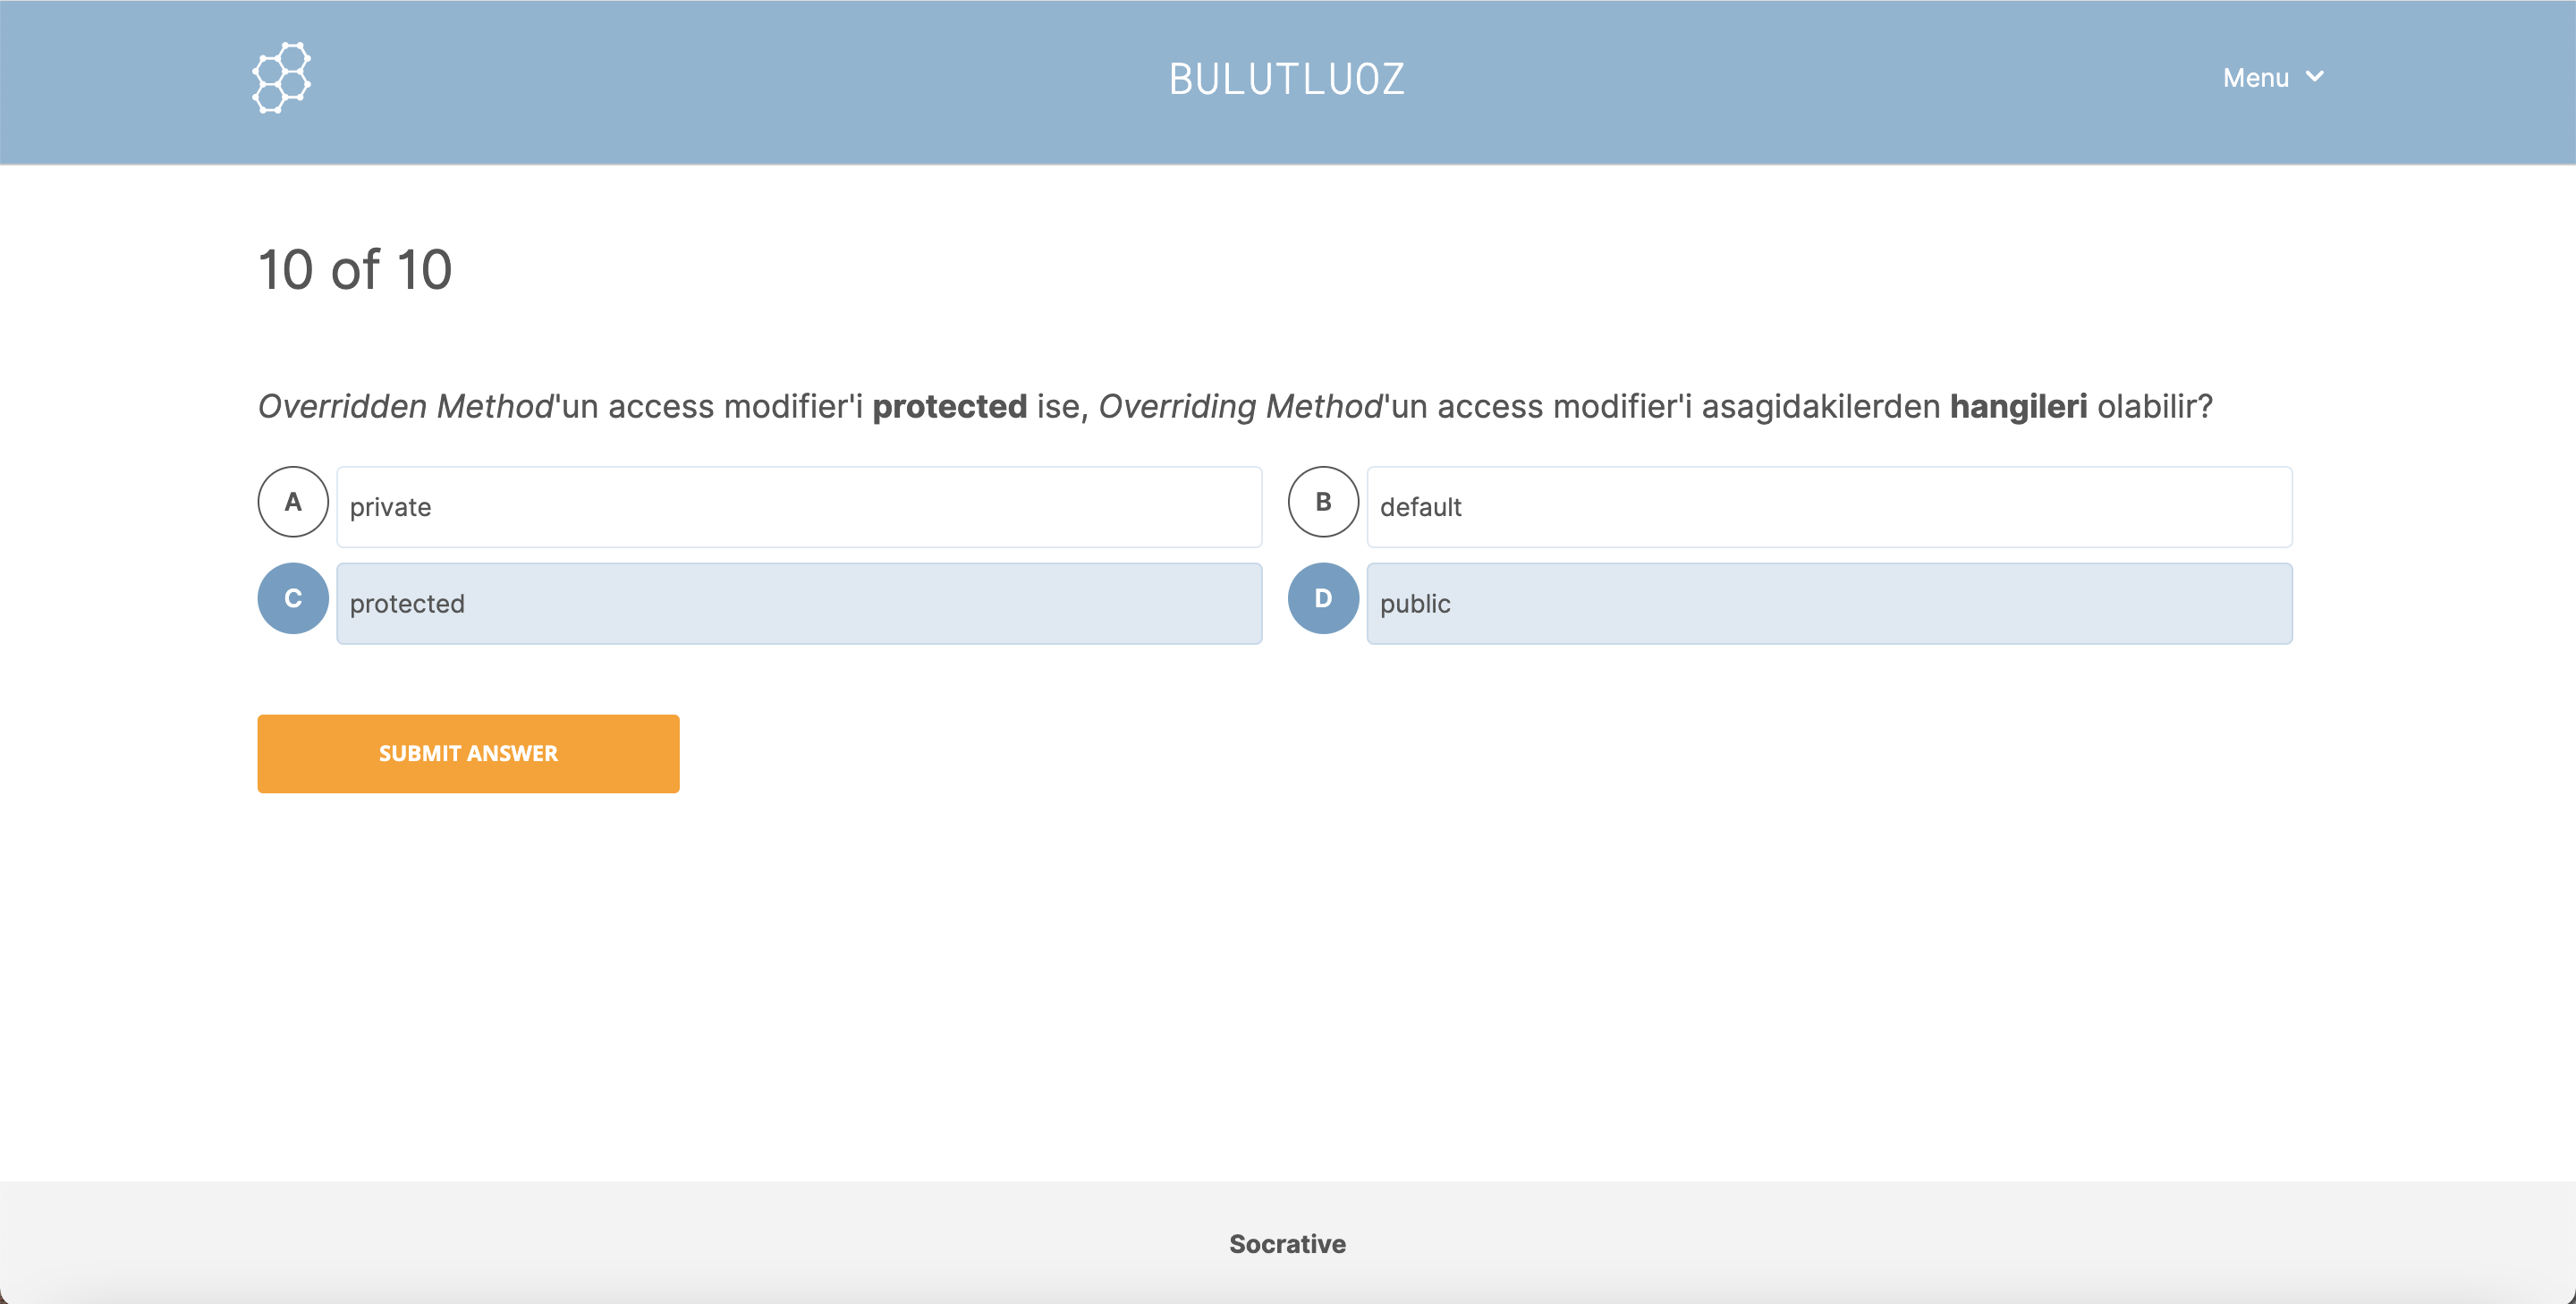 BULUTLUOZ
Menu
10 of 10
Overridden Method'un access modifier'i protected ise, Overriding Method'un access modifier'i asagidakilerden hangileri olabilir?
A private
B default
C protected
D public
SUBMIT ANSWER
Socrative